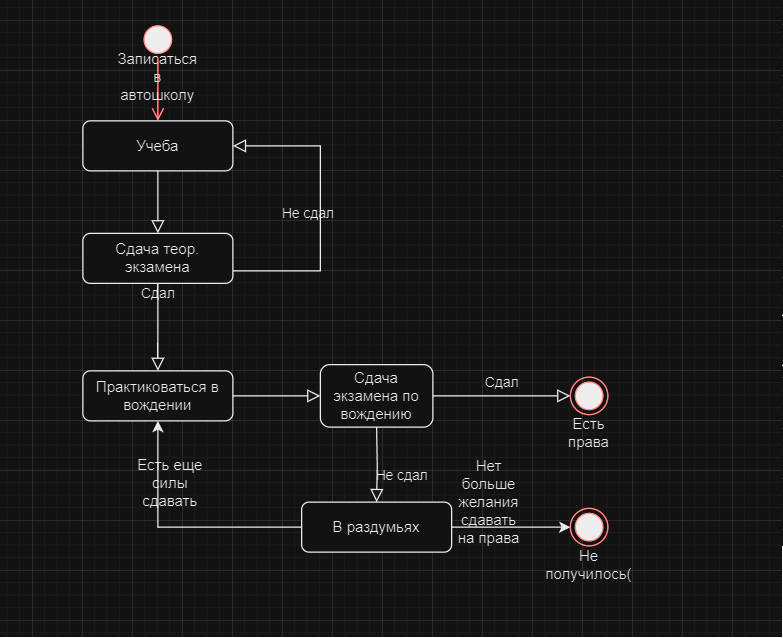 Записаться
в
автошколу
Учеба
Не сдал
Сдача теор.
экзамена
Сдал
Практиковаться в
вождении
Сдача
экзамена по
вождению
Сдал
Есть
права
Есть еще
силы
сдавать
Не сдал
Нет
больше
желания
сдавать
на права
В раздумьях
Не
получилось(